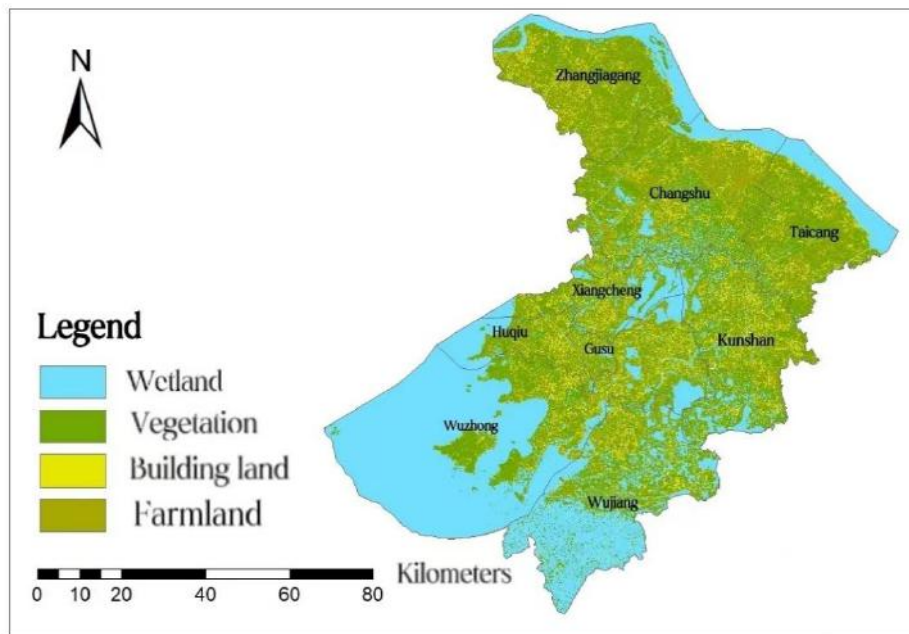 N
Zhangjiagang
Changshu
Taicang
Xiangcheng
Huqiu
Gusu
Kunshan
Wuzhong
Wujiang
Legend
Wetland
Vegetation
Building land
Farmland
Kilometers
0 10 20 40 60 80